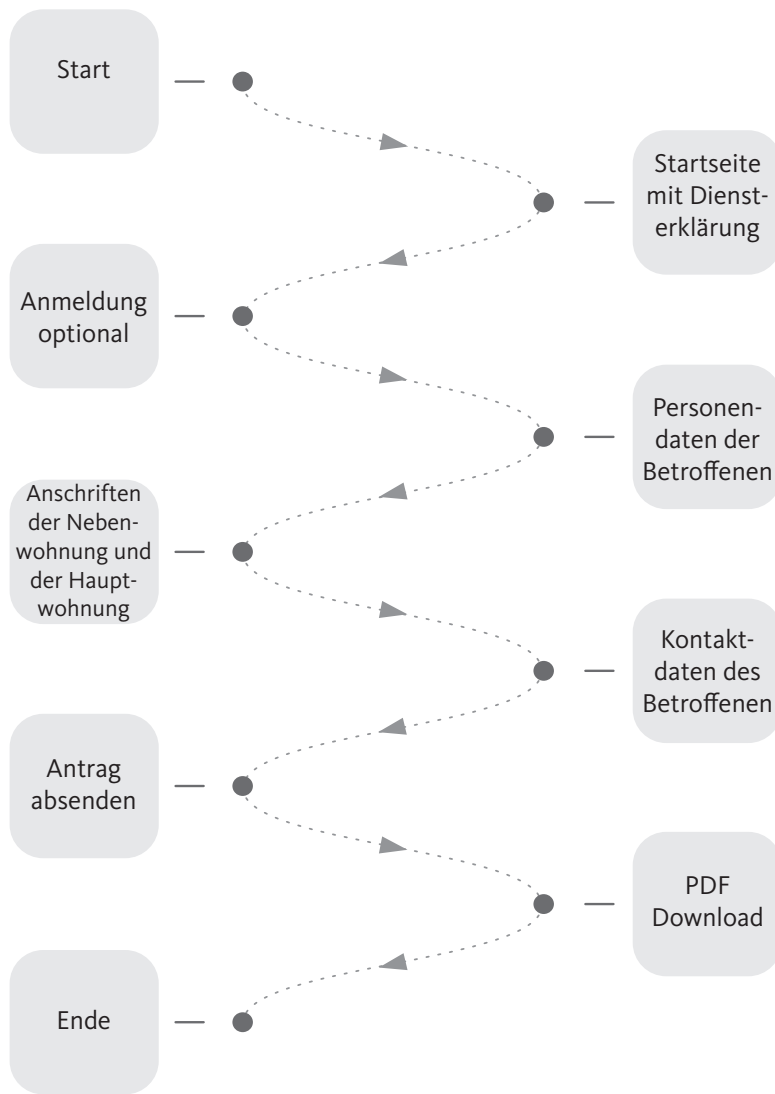 Start
Startseite
mit Dienst-
erklärung
Anmeldung
optional
Personen-
daten der
Betroffenen
Anschriften
der Neben-
wohnung und
der Haupt-
wohnung
Kontakt-
daten des
Betroffenen
Antrag
absenden
PDF
Download
Ende